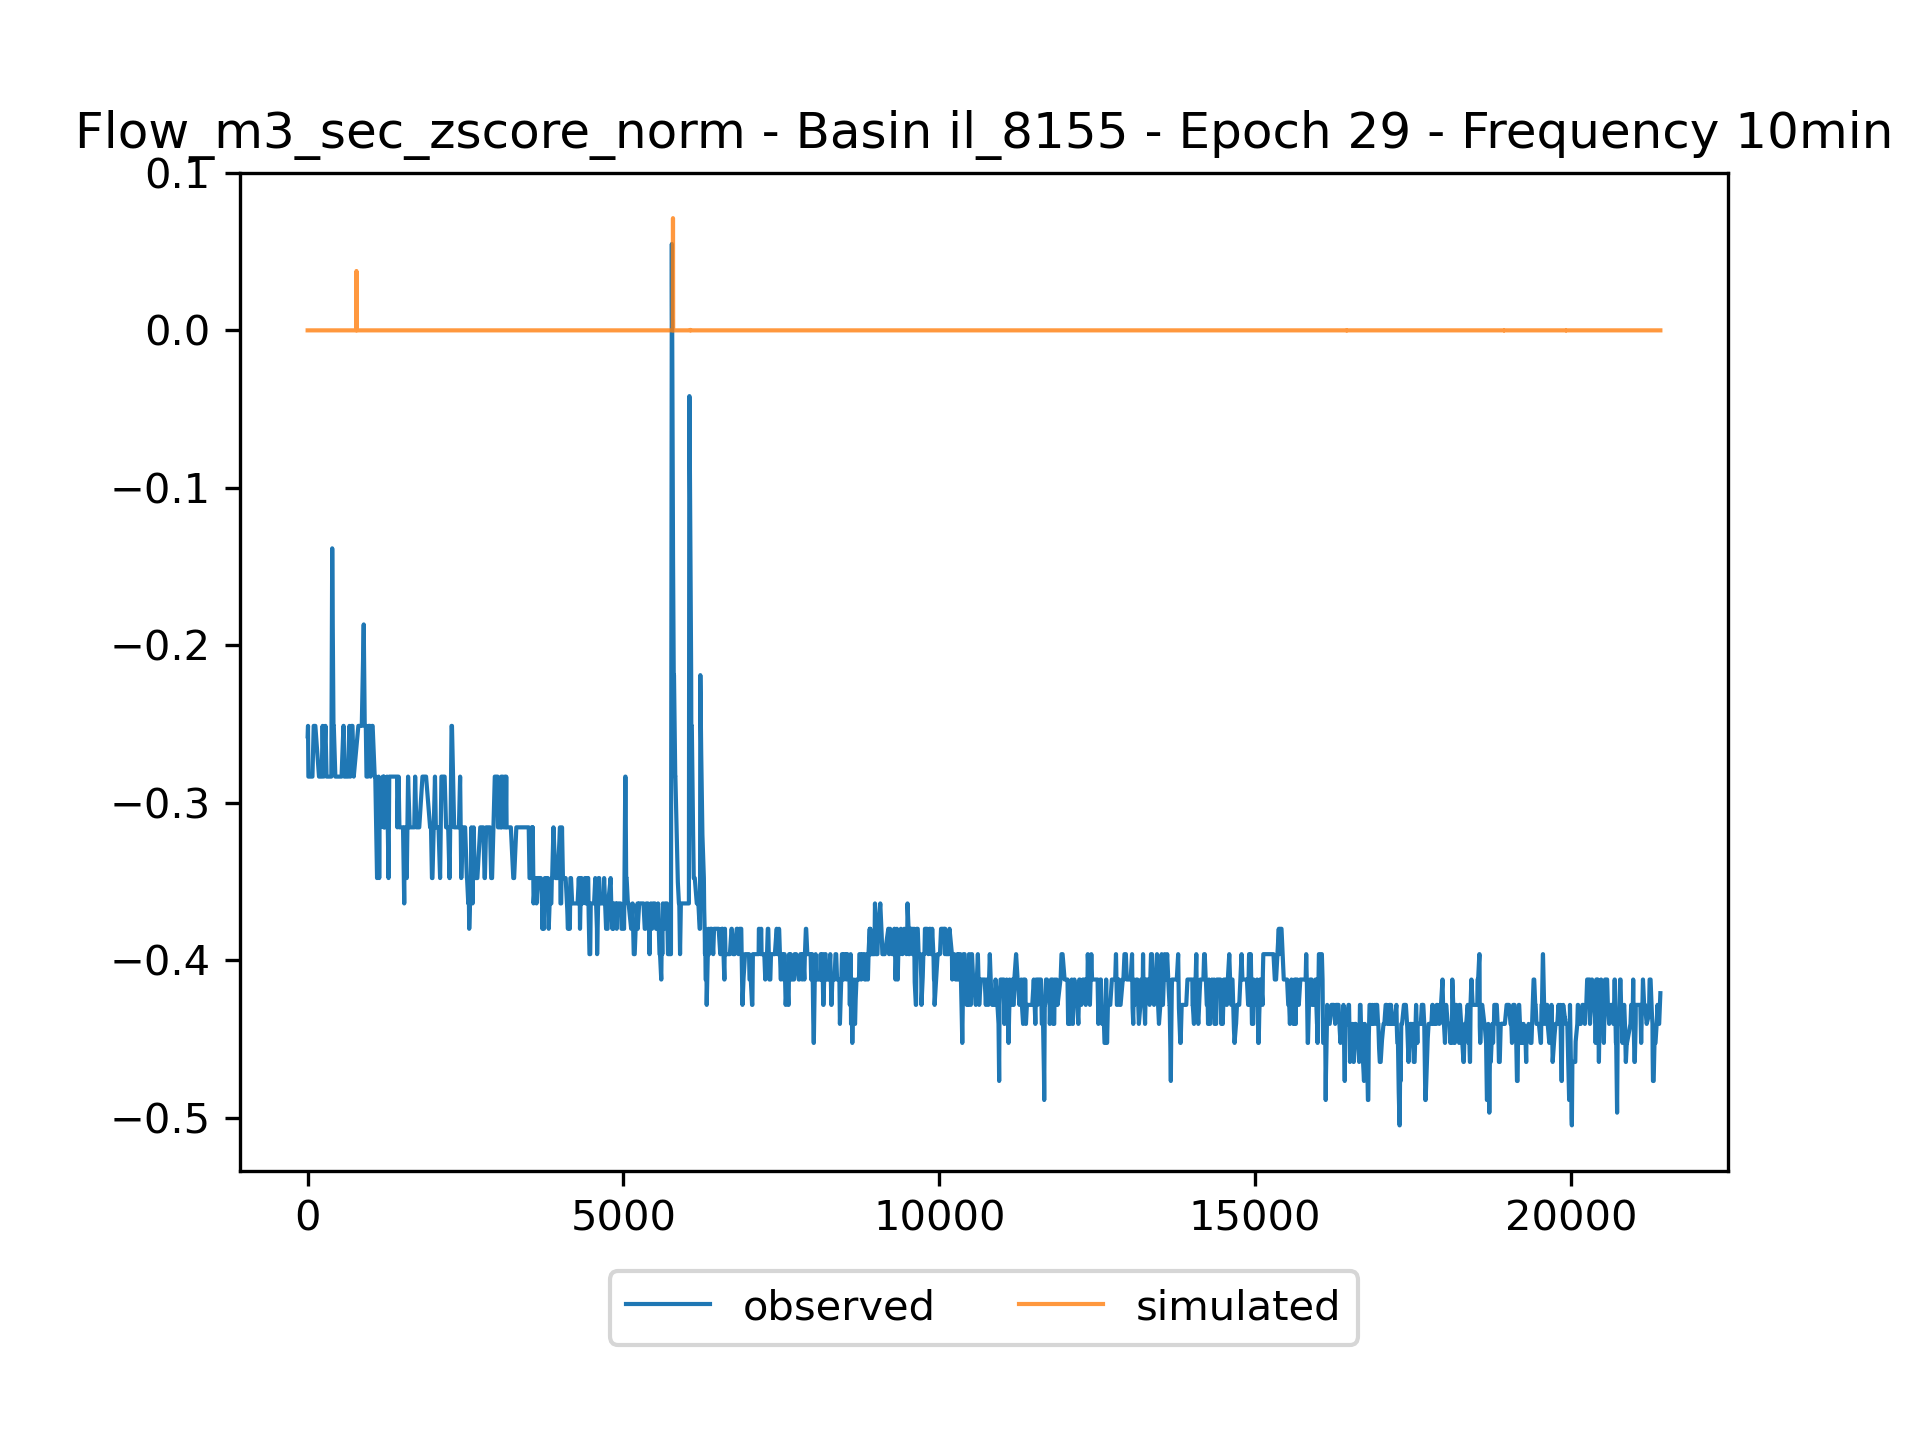 Flow_m3_sec_zscore_norm - Basin il_8155 - Epoch 29 - Frequency 10min
0.1
0.0
−0.1
−0.2
−0.3
−0.4
−0.5
0 5000 10000 15000 20000
observed simulated